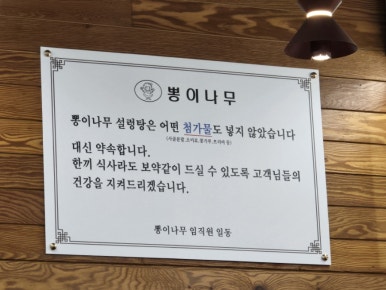 뽕이나무
뽕이나무 설렁탕은 어떤 첨가물도 넣지 않았습니다
대신 약속합니다.
한끼 식사라도 보약같이 드실 수 있도록 고객님들의
건강을 지켜드리겠습니다.
뽕이나무 임직원 일동